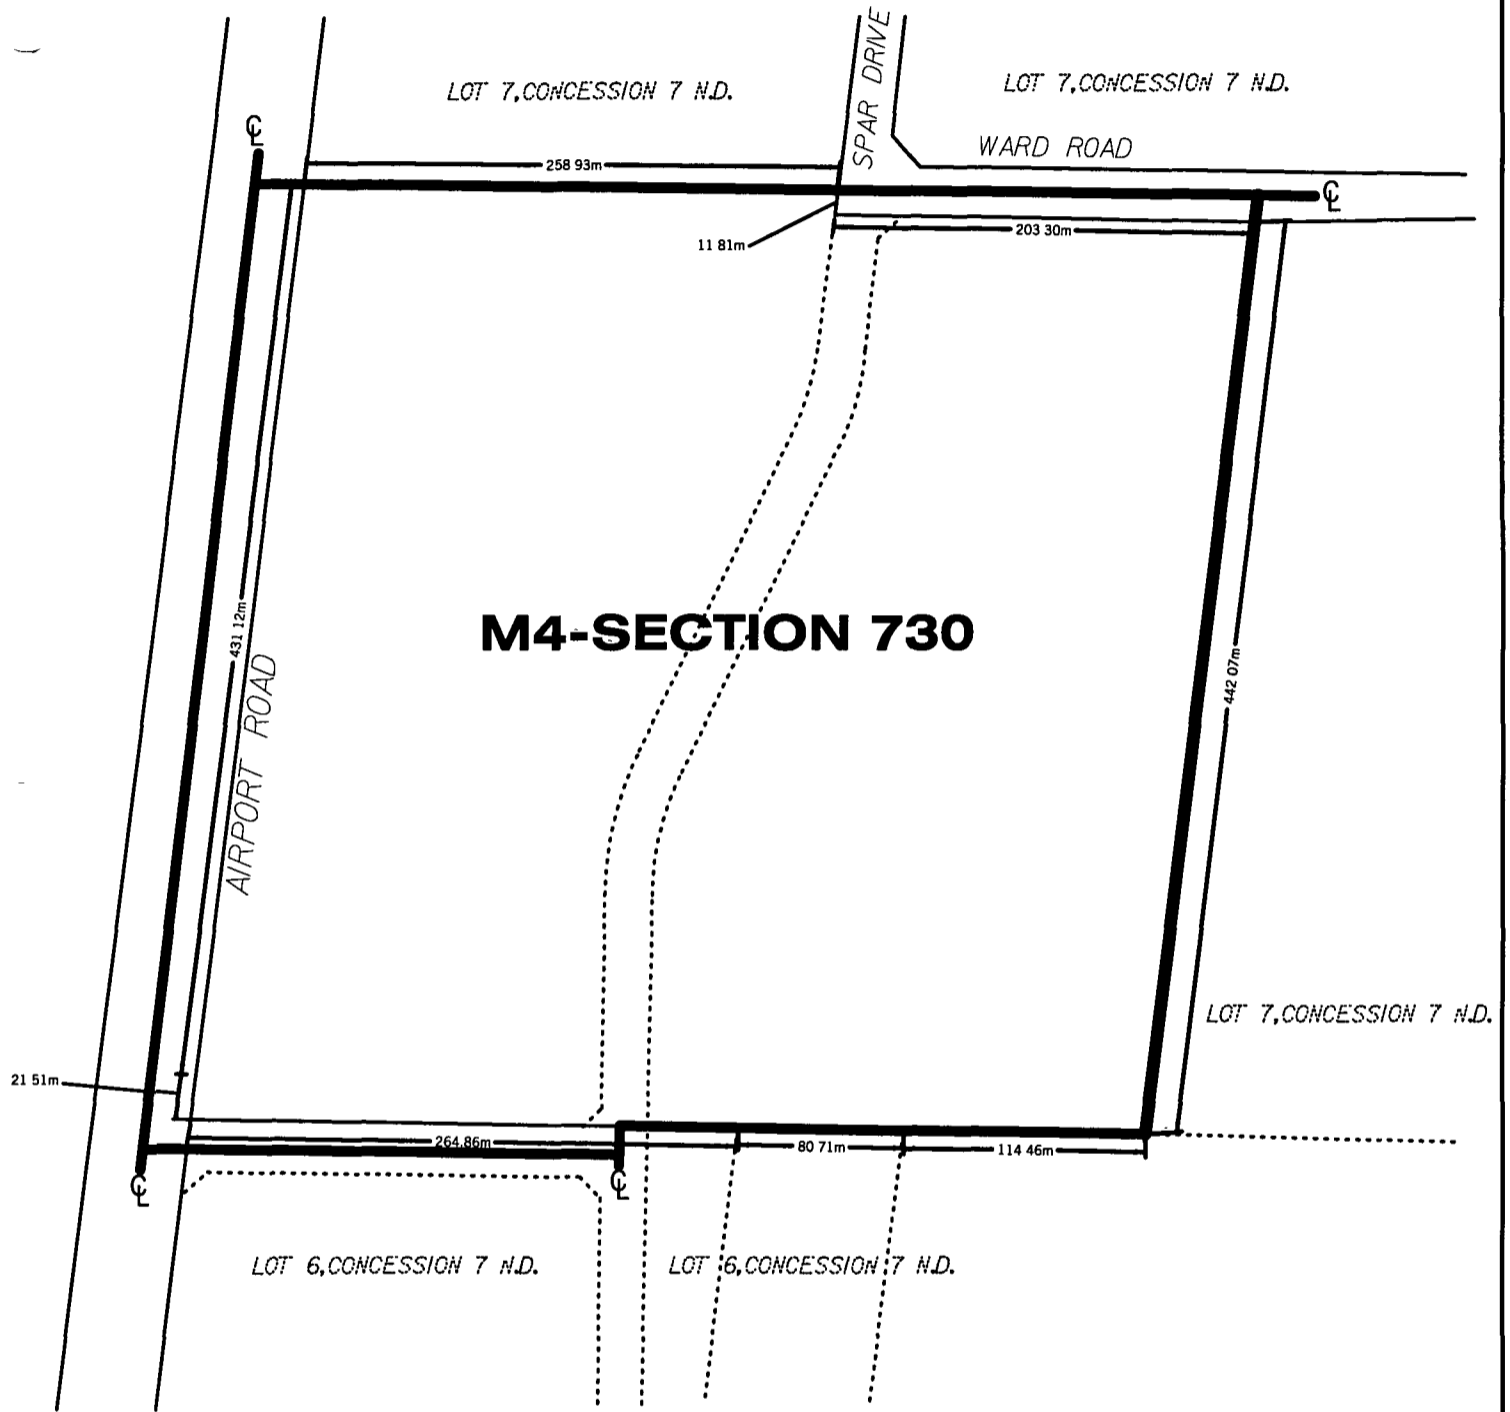 LOT 7,CONCESSION 7 N.D.
SPAR DRIVE
LOT 7,CONCESSION 7 N.D.
WARD ROAD
℄
258 93m
℄
11 81m
203 30m
431 12m
M4-SECTION 730
442 07m
AIRPORT ROAD
LOT 7,CONCESSION 7 N.D.
21 51m
264.86m
80 71m
114 46m
℄
℄
LOT 6,CONCESSION 7 N.D.
LOT 6,CONCESSION 7 N.D.